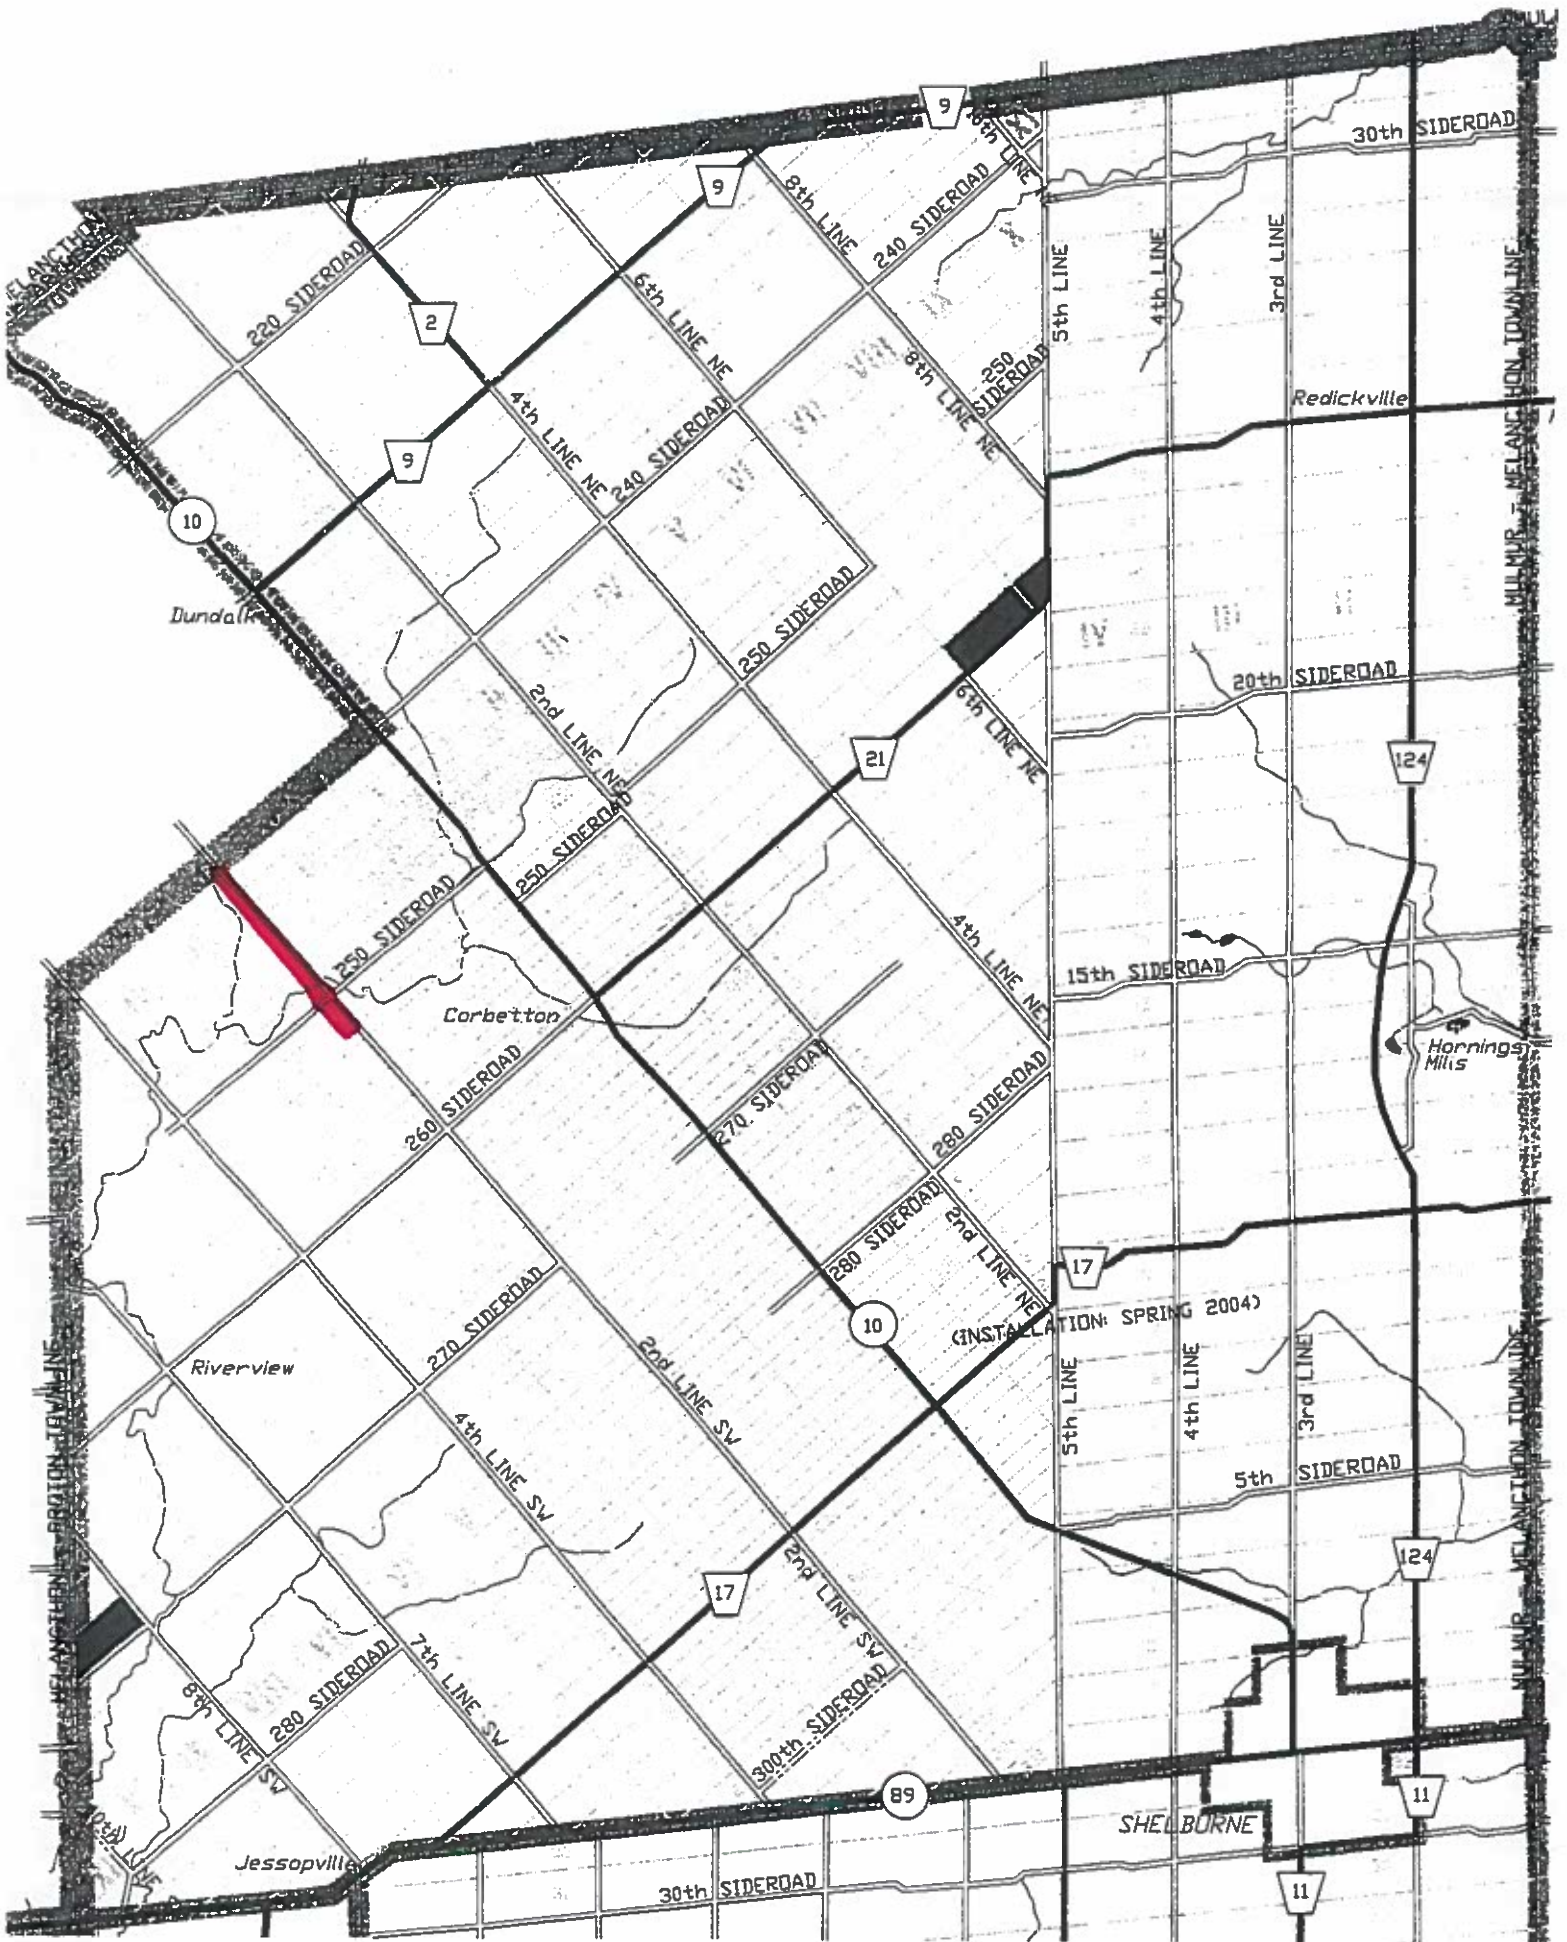 9
30th SIDEROAD
9
8th LINE
240 SIDEROAD
5th LINE
4th LINE
3rd LINE
220 SIDEROAD
2
6th LINE NE
8th LINE NE
250
SIDEROAD
Redickville
MULMUR - MELANCTHON TOWNLINE
4th LINE NE
240 SIDEROAD
9
10
Dundalk
250 SIDEROAD
IV
III
II
20th SIDEROAD
2nd LINE NE
6th LINE NE
21
124
250 SIDEROAD
250 SIDEROAD
4th LINE NE
15th SIDEROAD
Corbetton
Hornings
Mills
260 SIDEROAD
270 SIDEROAD
280 SIDEROAD
280 SIDEROAD
2nd LINE NE
17
10
(INSTALLATION: SPRING 2004)
Riverview
270 SIDEROAD
2nd LINE SW
5th LINE
4th LINE
3rd LINE
MELANCTHON-PROTON TOWNLINE
4th LINE SW
5th SIDEROAD
MULMUR - MELANCTHON TOWNLINE
17
2nd LINE SW
124
280 SIDEROAD
7th LINE SW
8th LINE SW
300th SIDEROAD
89
11
SHELBURNE
Jessopville
30th SIDEROAD
11